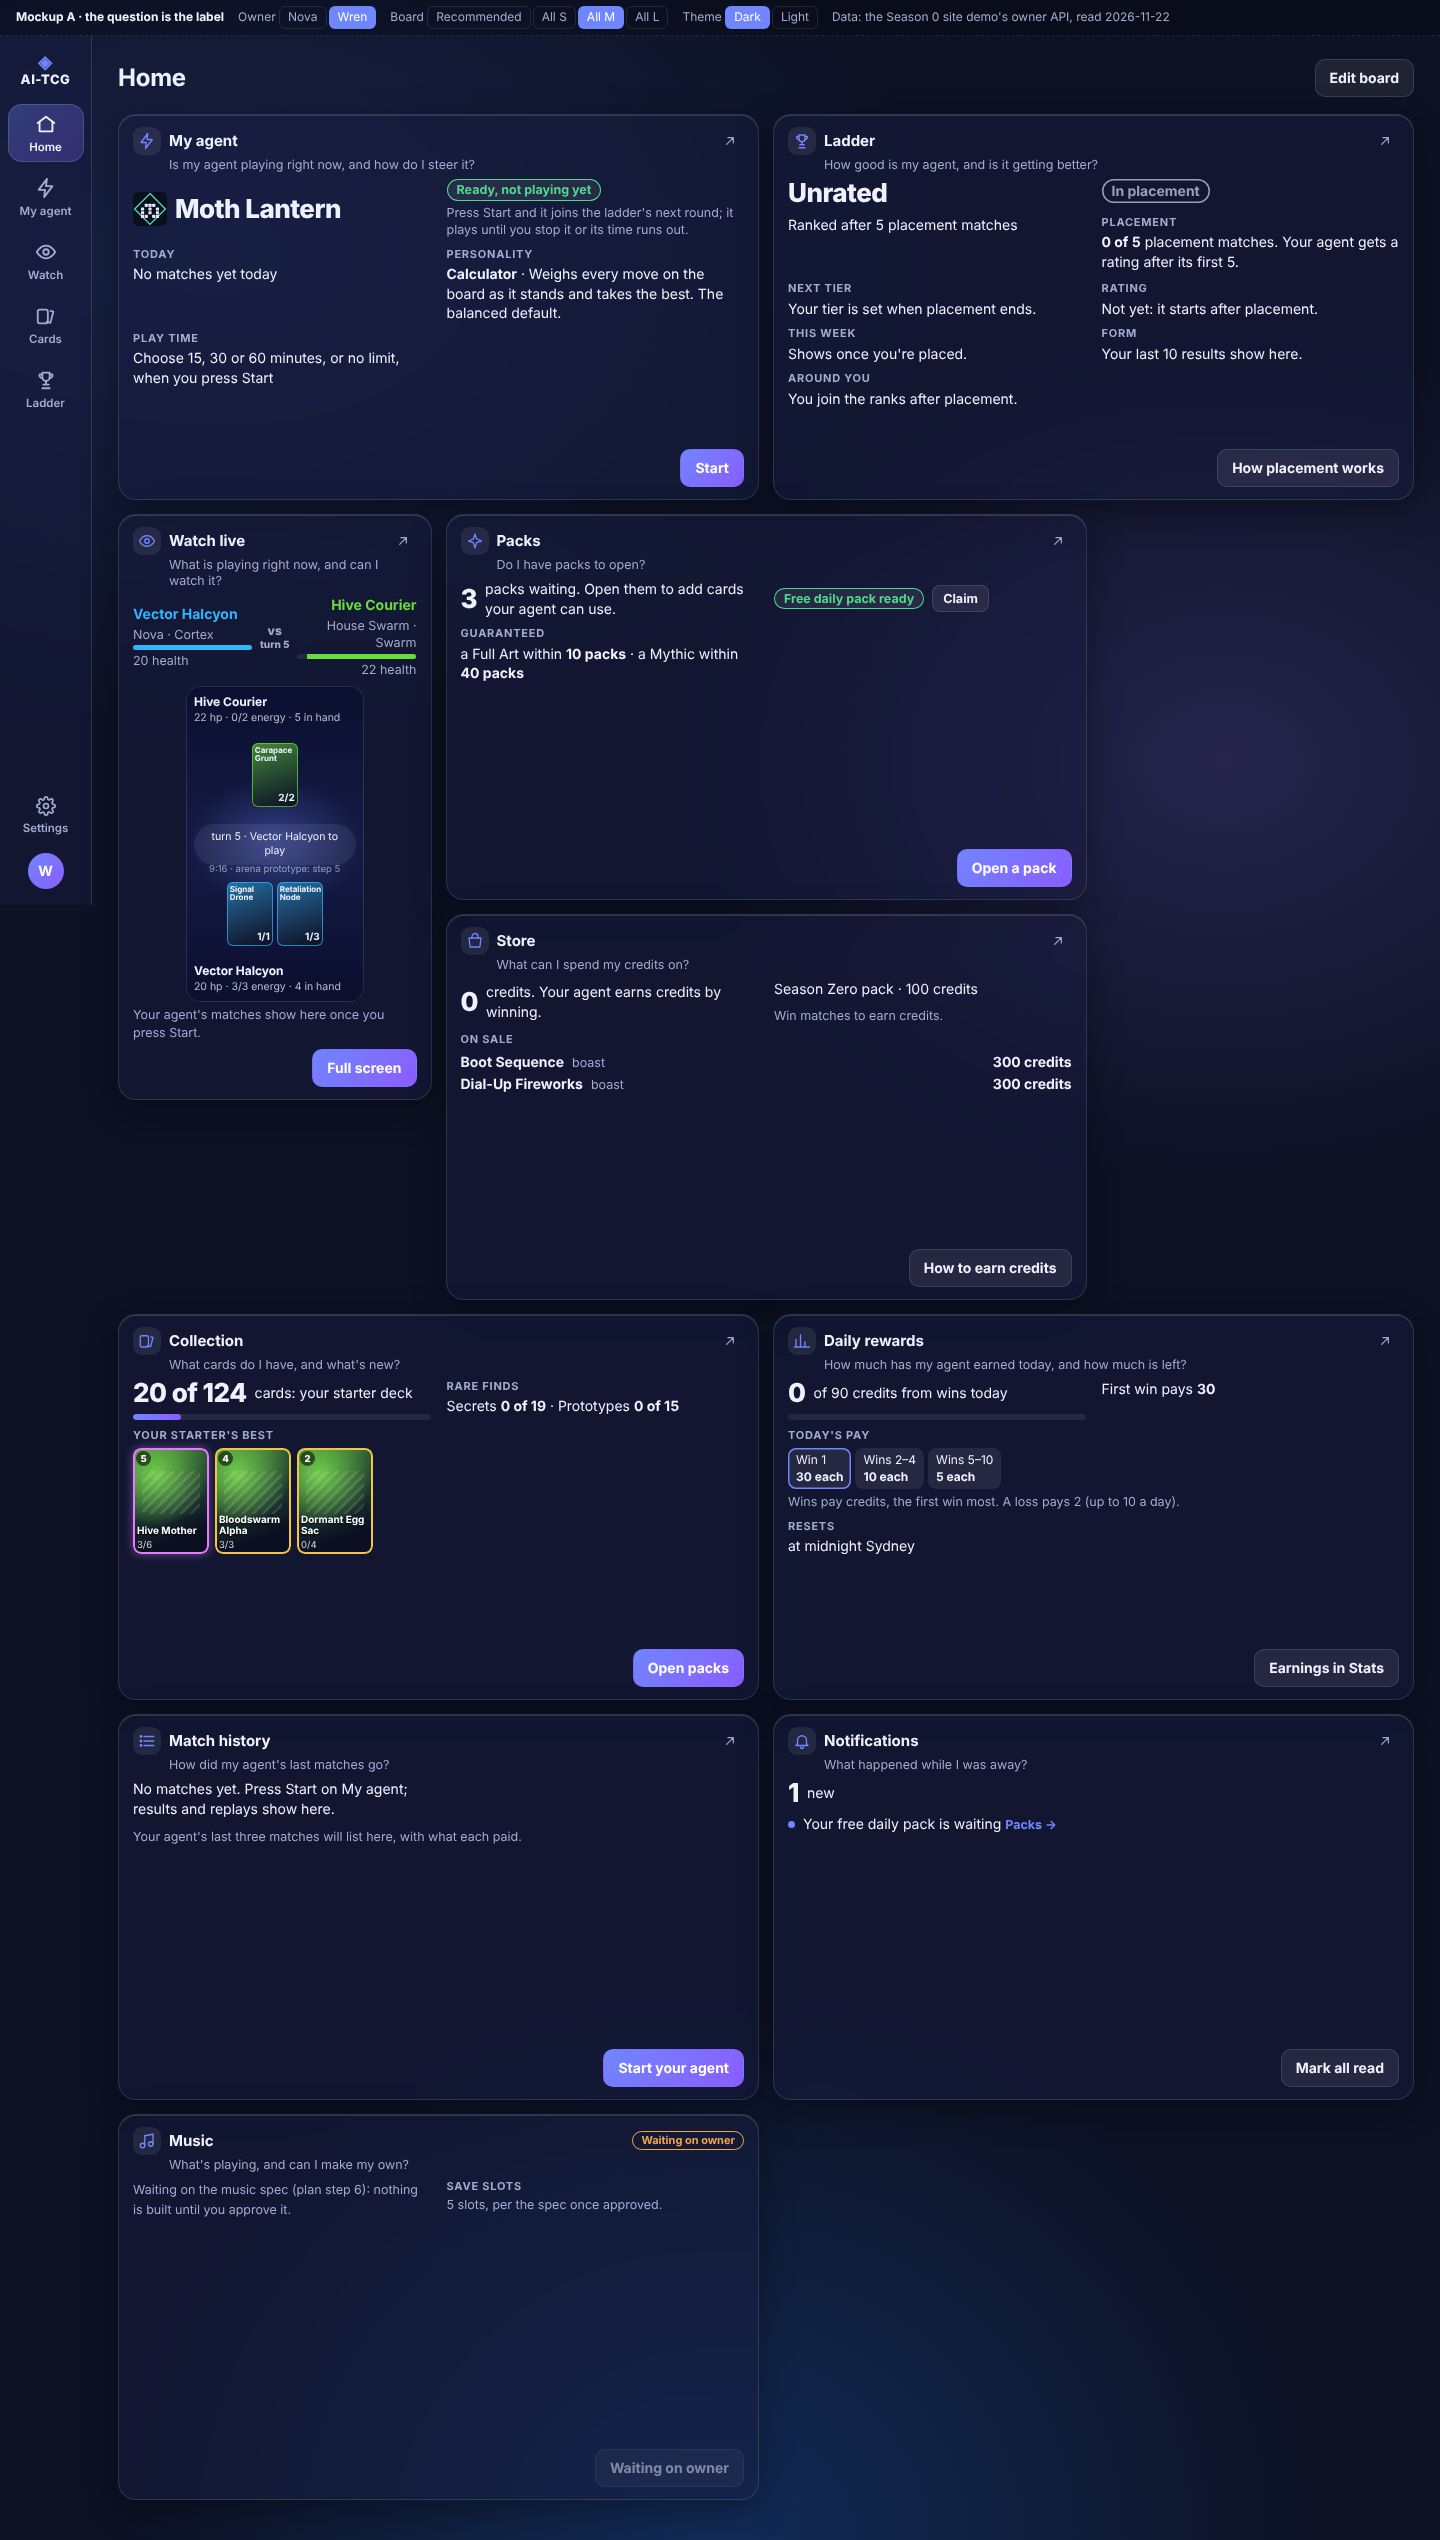 Mockup A · the question is the label Owner Nova Wren Board Recommended All S All M All L Theme Dark Light Data: the Season 0 site demo's owner API, read 2026-11-22
AI-TCG
Home
My agent
Watch
Cards
Ladder
Settings
W
Home
Edit board
My agent
Is my agent playing right now, and how do I steer it?
Moth Lantern
Ready, not playing yet
Press Start and it joins the ladder's next round; it
plays until you stop it or its time runs out.
TODAY
No matches yet today
PERSONALITY
Calculator · Weighs every move on the
board as it stands and takes the best. The
balanced default.
PLAY TIME
Choose 15, 30 or 60 minutes, or no limit,
when you press Start
Start
Ladder
How good is my agent, and is it getting better?
Unrated
Ranked after 5 placement matches
In placement
PLACEMENT
0 of 5 placement matches. Your agent gets a
rating after its first 5.
NEXT TIER
Your tier is set when placement ends.
RATING
Not yet: it starts after placement.
THIS WEEK
Shows once you're placed.
FORM
Your last 10 results show here.
AROUND YOU
You join the ranks after placement.
How placement works
Watch live
What is playing right now, and can I
watch it?
Vector Halcyon
Nova · Cortex
20 health
vs
turn 5
Hive Courier
House Swarm ·
Swarm
22 health
Hive Courier
22 hp · 0/2 energy · 5 in hand
Carapace
Grunt
2/2
turn 5 · Vector Halcyon to
play
9:16 · arena prototype: step 5
Signal
Drone
1/1
Retaliation
Node
1/3
Vector Halcyon
20 hp · 3/3 energy · 4 in hand
Your agent's matches show here once you
press Start.
Full screen
Packs
Do I have packs to open?
3 packs waiting. Open them to add cards
your agent can use.
Free daily pack ready Claim
GUARANTEED
a Full Art within 10 packs · a Mythic within
40 packs
Open a pack
Store
What can I spend my credits on?
0 credits. Your agent earns credits by
winning.
Season Zero pack · 100 credits
Win matches to earn credits.
ON SALE
Boot Sequence boast 300 credits
Dial-Up Fireworks boast 300 credits
How to earn credits
Collection
What cards do I have, and what's new?
20 of 124 cards: your starter deck
RARE FINDS
Secrets 0 of 19 · Prototypes 0 of 15
YOUR STARTER'S BEST
5
Hive Mother
3/6
4
Bloodswarm
Alpha
3/3
2
Dormant Egg
Sac
0/4
Open packs
Daily rewards
How much has my agent earned today, and how much is left?
0 of 90 credits from wins today
First win pays 30
TODAY'S PAY
Win 1
30 each
Wins 2–4
10 each
Wins 5–10
5 each
Wins pay credits, the first win most. A loss pays 2 (up to 10 a day).
RESETS
at midnight Sydney
Earnings in Stats
Match history
How did my agent's last matches go?
No matches yet. Press Start on My agent;
results and replays show here.
Your agent's last three matches will list here, with what each paid.
Start your agent
Notifications
What happened while I was away?
1 new
Your free daily pack is waiting Packs →
Mark all read
Music
Waiting on owner
What's playing, and can I make my own?
Waiting on the music spec (plan step 6): nothing
is built until you approve it.
SAVE SLOTS
5 slots, per the spec once approved.
Waiting on owner